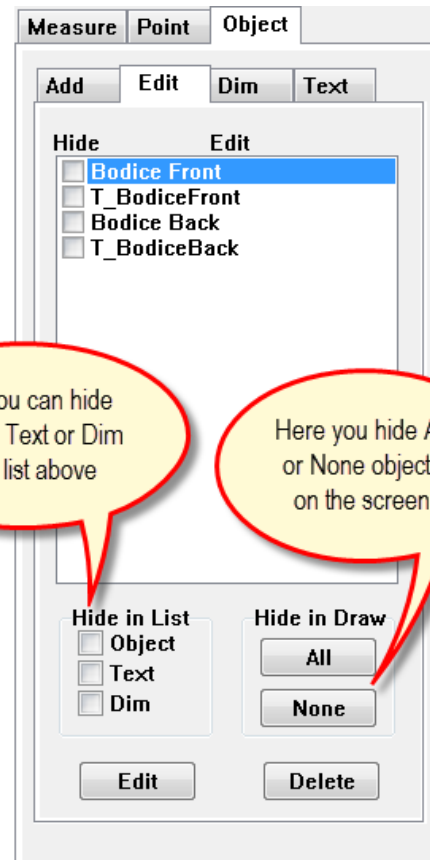 Measure Point Object
Add Edit Dim Text
Hide Edit
Bodice Front
T_BodiceFront
Bodice Back
T_BodiceBack
ou can hide
Text or Dim
list above
Here you hide A
or None object
on the screen
Hide in List Hide in Draw
Object
All
Text
Dim
None
Edit Delete